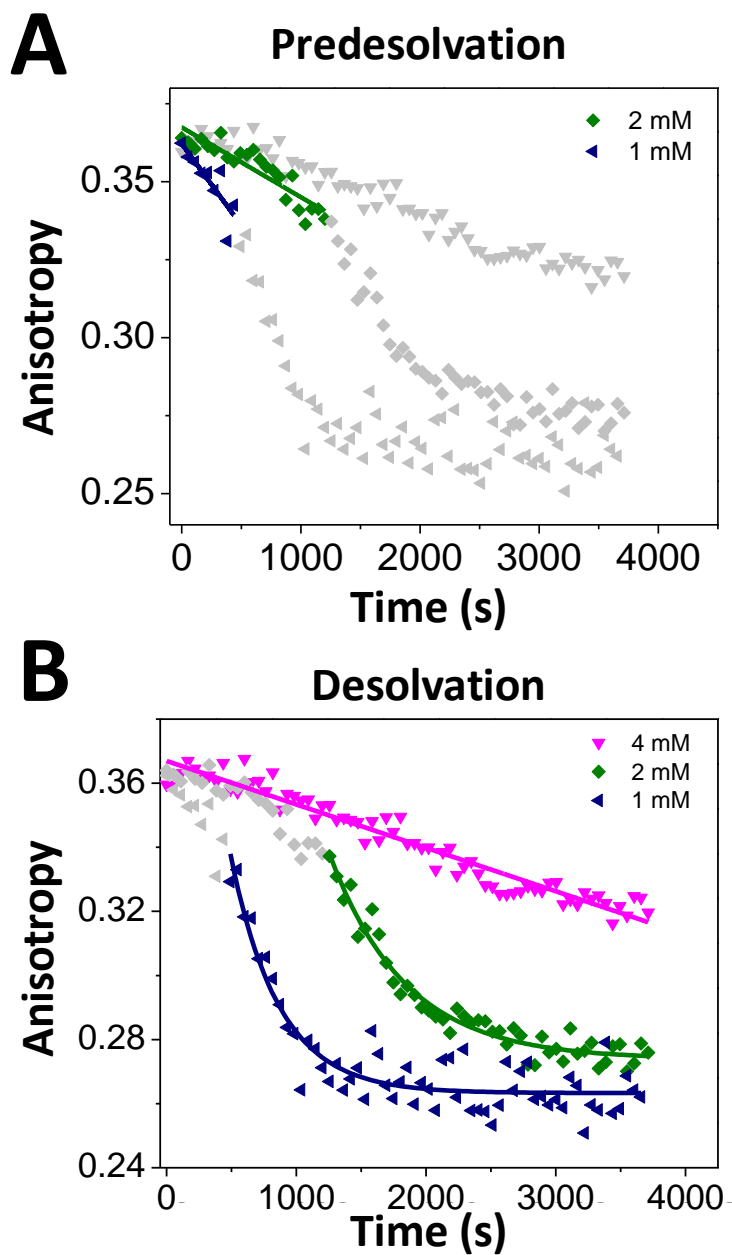 A
Predesolvation
2 mM
1 mM
0.35
0.30
0.25
Anisotropy
0
1000
2000
3000
4000
Time (s)
B
Desolvation
4 mM
2 mM
1 mM
0.36
0.32
0.28
0.24
Anisotropy
0
1000
2000
3000
4000
Time (s)